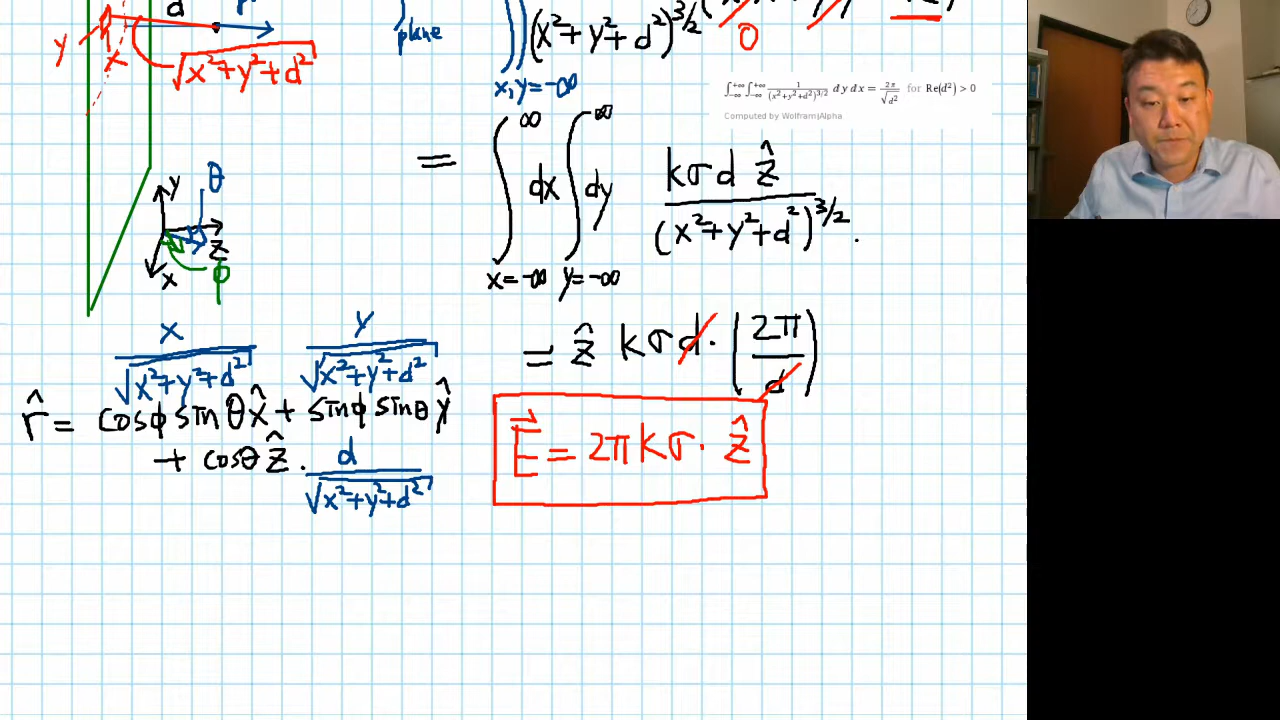 d
y
x
√x²+y²+d²
plane
(x²+y²+d²)^3/2
0
x,y=-∞
∫_{-∞}^{+∞} ∫_{-∞}^{+∞} 1/(x²+y²+d²)^{3/2} dy dx = 2π/√d² for Re(d²) > 0
Computed by Wolfram|Alpha
= ∫_{x=-∞}^{∞} dx ∫_{y=-∞}^{∞} dy kσd ẑ/(x²+y²+d²)^{3/2}.
y
θ
z
x
φ
= ẑ kσd · (2π/d)
x/√x²+y²+d² y/√x²+y²+d²
r̂ = cosφ sinθ x̂ + sinφ sinθ ŷ
+ cosθ ẑ. d/√x²+y²+d²
E⃗ = 2πkσ · ẑ